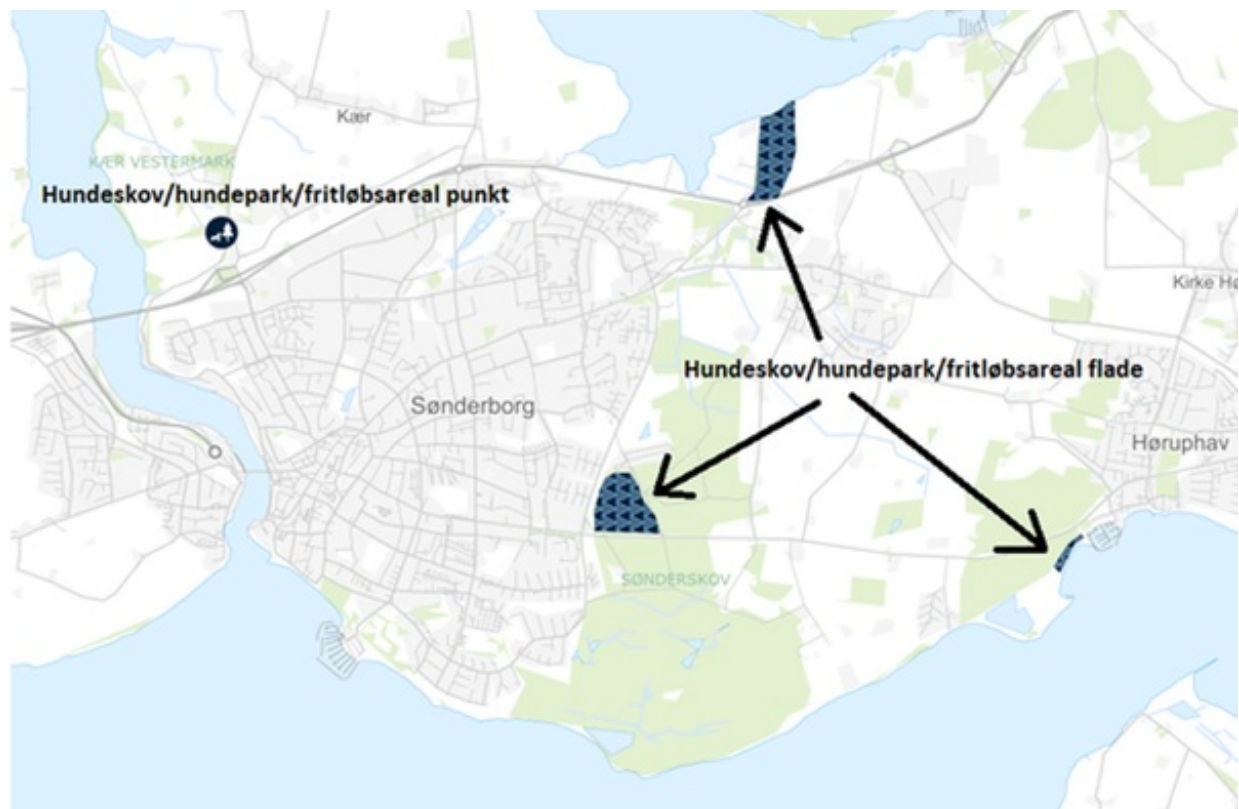 Kær
KÆR VESTERMARK
Hundeskov/hundepark/fritløbsareal punkt
Kirke Hø
Hundeskov/hundepark/fritløbsareal flade
Sønderborg
Høruphav
SØNDERSKOV